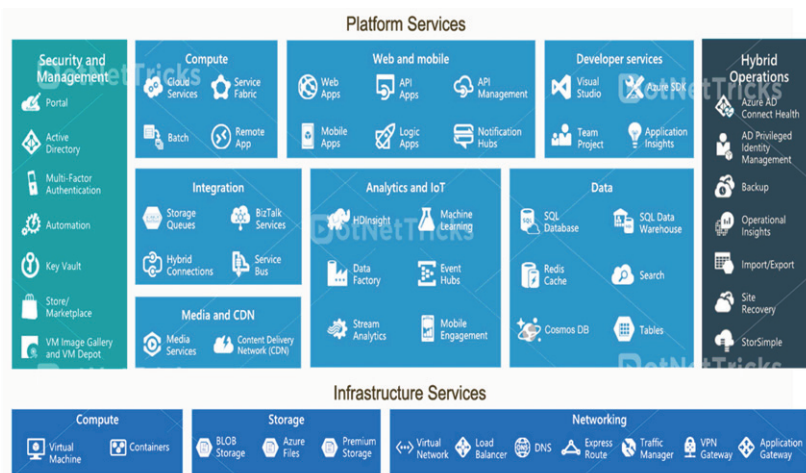 Platform Services
Security and
Management
Portal
Active
Directory
Multi-Factor
Authentication
Automation
Key Vault
Store/
Marketplace
VM Image Gallery
and VM Depot
Compute
Cloud
Services
Service
Fabric
Batch
Remote
App
Web and mobile
Web
Apps
API
Apps
API
Management
Mobile
Apps
Logic
Apps
Notification
Hubs
Developer services
Visual
Studio
Azure SDK
Team
Project
Application
Insights
Hybrid
Operations
Azure AD
Connect Health
AD Privileged
Identity
Management
Backup
Operational
Insights
Import/Export
Site
Recovery
StorSimple
Integration
Storage
Queues
BizTalk
Services
Hybrid
Connections
Service
Bus
Analytics and IoT
HDInsight
Machine
Learning
Data
Factory
Event
Hubs
Stream
Analytics
Mobile
Engagement
Data
SQL
SQL
Database
SQL Data
Warehouse
Redis
Cache
Search
Cosmos DB
Tables
Media and CDN
Media
Services
Content Delivery
Network (CDN)
DotNetTricks
DotNetTricks
DotNetTricks
DotNetTricks
DotNetTricks
Infrastructure Services
Compute
Virtual
Machine
Containers
Storage
BLOB
Storage
Azure
Files
Premium
Storage
Networking
Virtual
Network
Load
Balancer
DNS
DNS
Express
Route
Traffic
Manager
VPN
Gateway
Application
Gateway